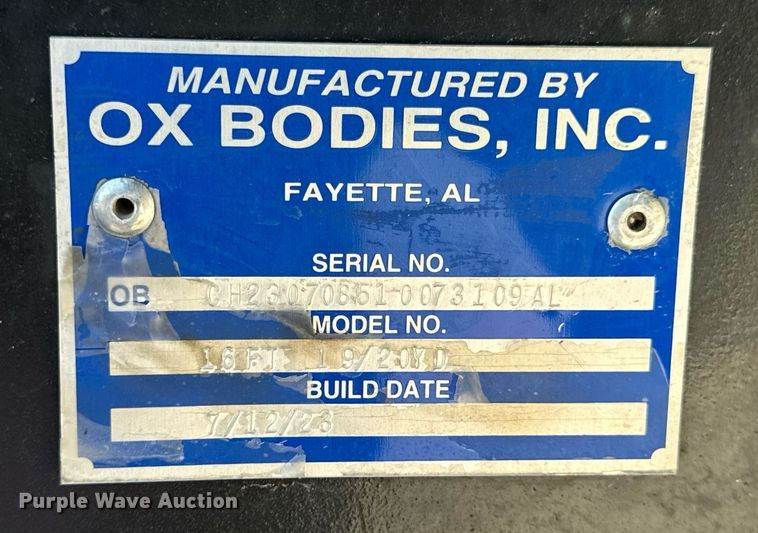 MANUFACTURED BY
OX BODIES, INC.
FAYETTE, AL
SERIAL NO.
OB CH23070851-0073109AL
MODEL NO.
16FT 19/20YD
BUILD DATE
7/12/23
Purple Wave Auction